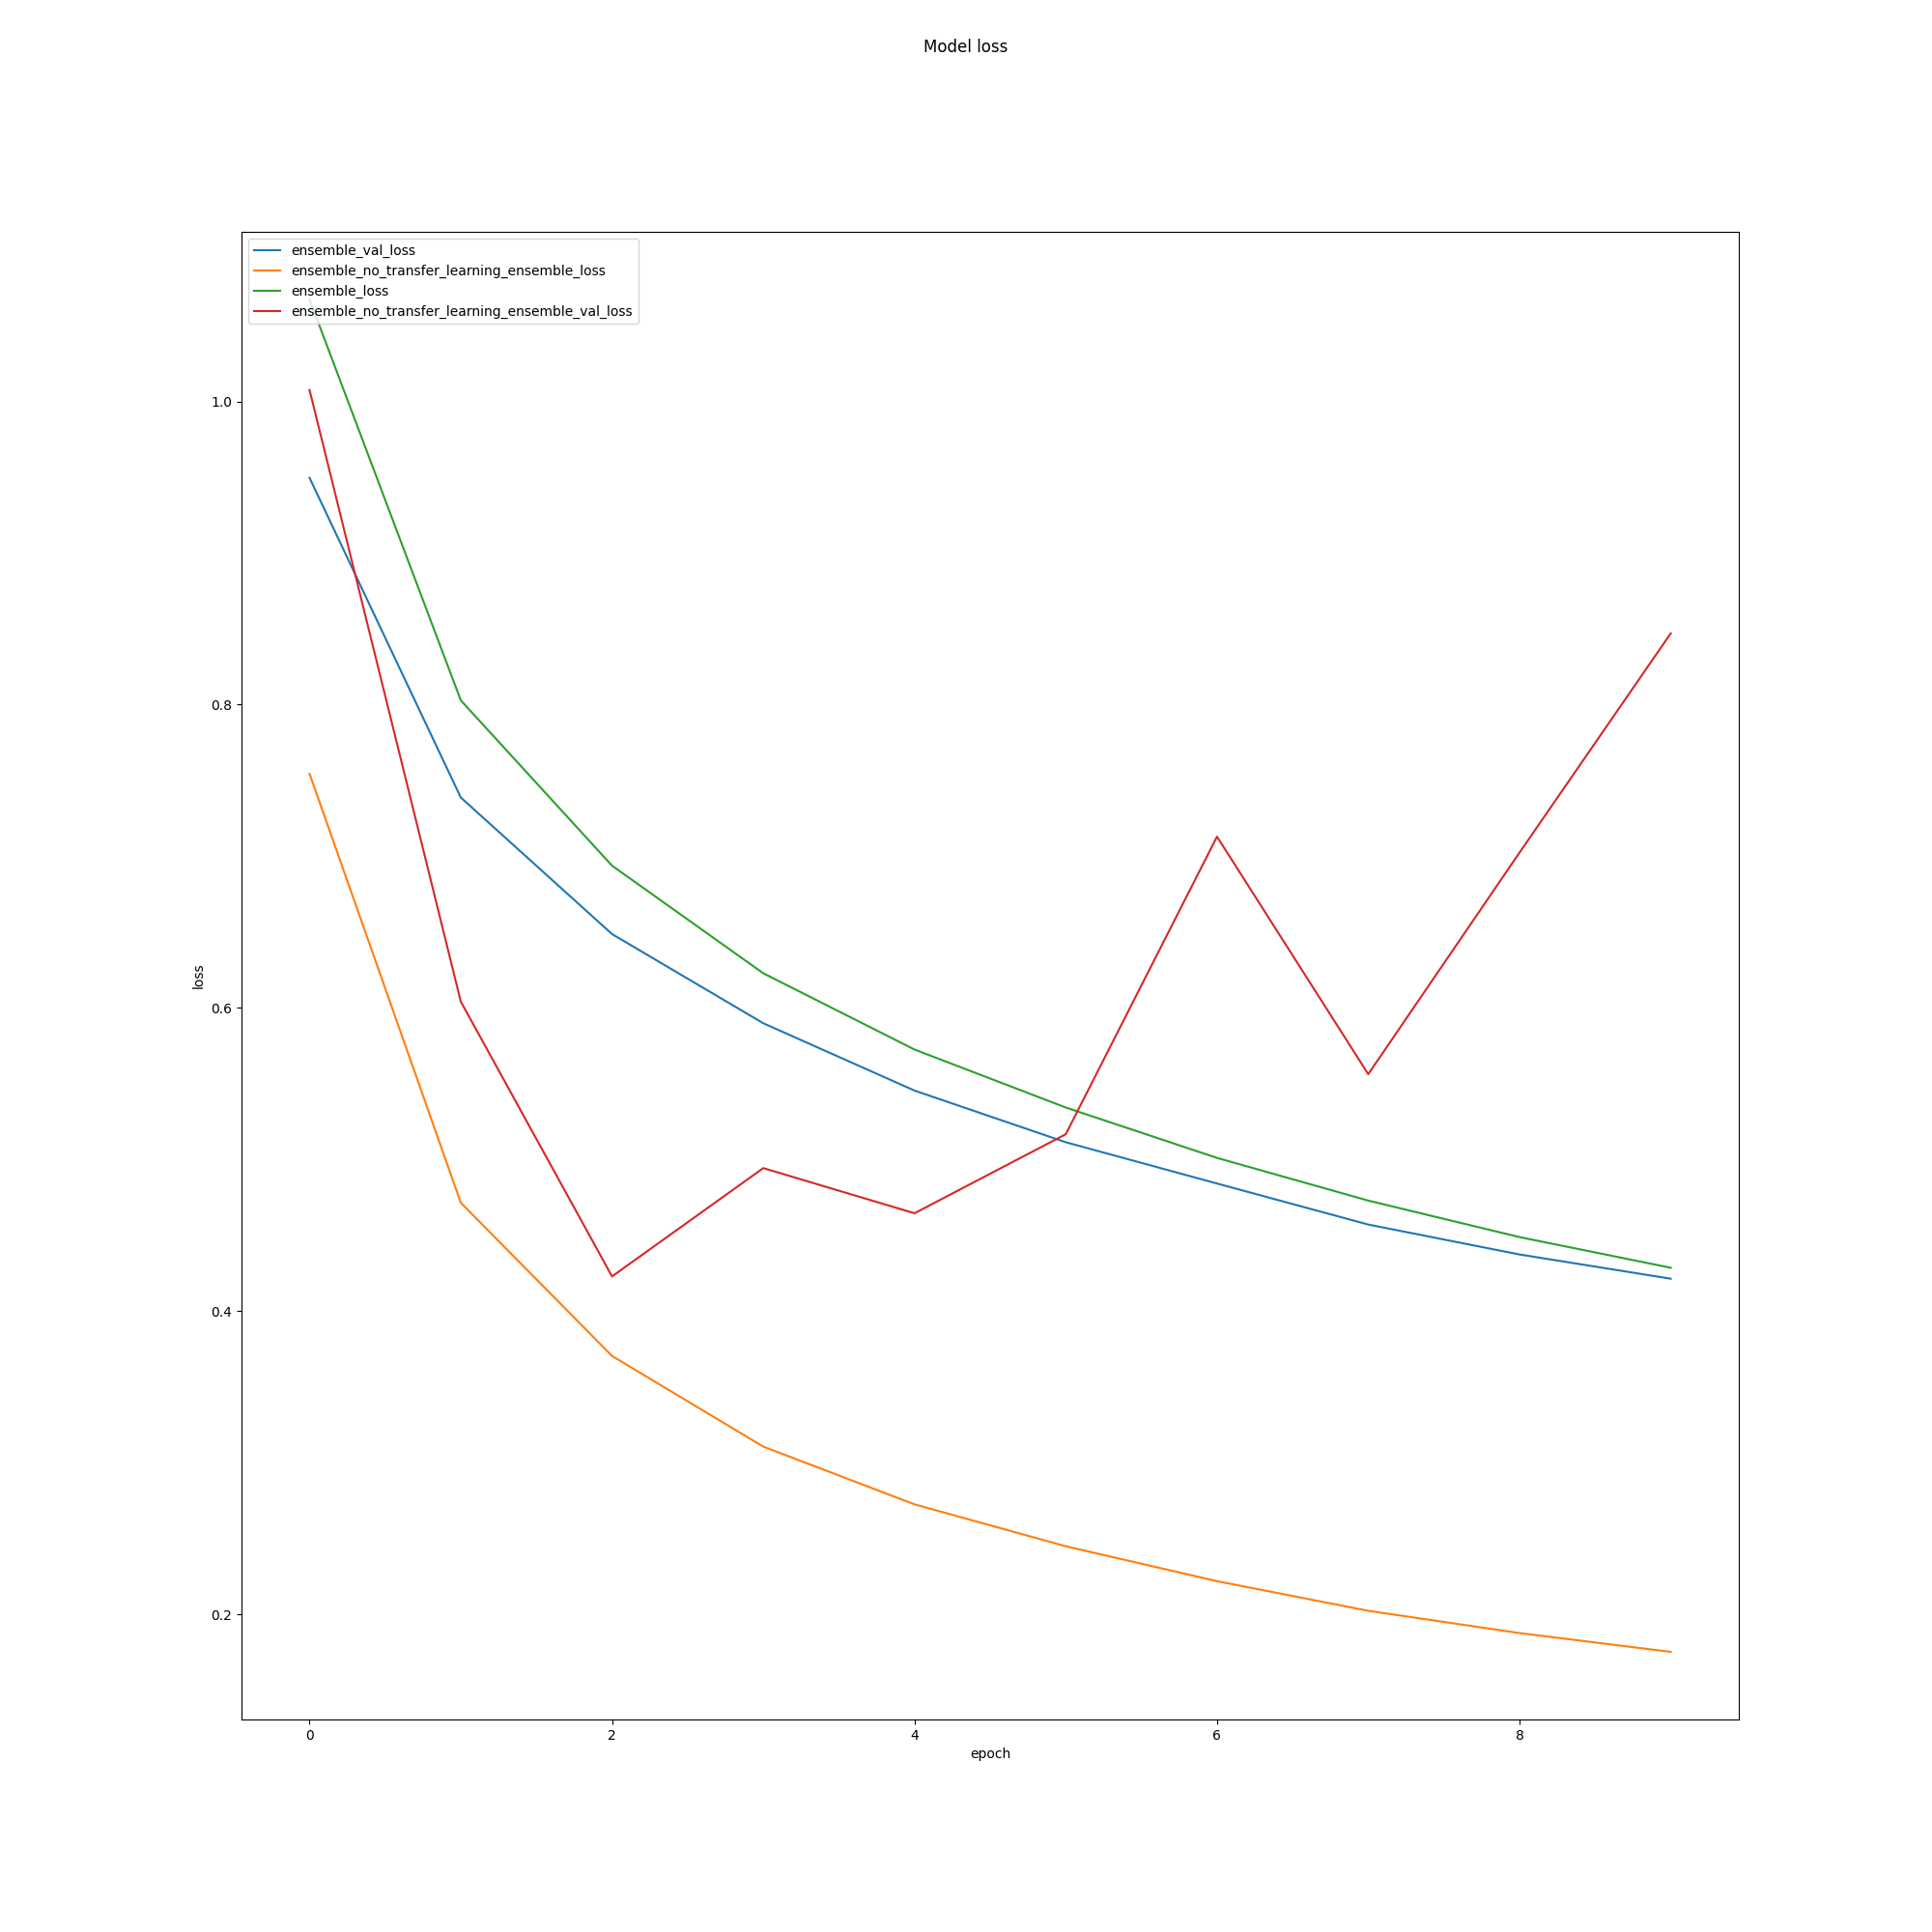 Model loss
ensemble_val_loss
ensemble_no_transfer_learning_ensemble_loss
ensemble_loss
ensemble_no_transfer_learning_ensemble_val_loss
1.0
0.8
0.6
0.4
0.2
loss
0 2 4 6 8
epoch